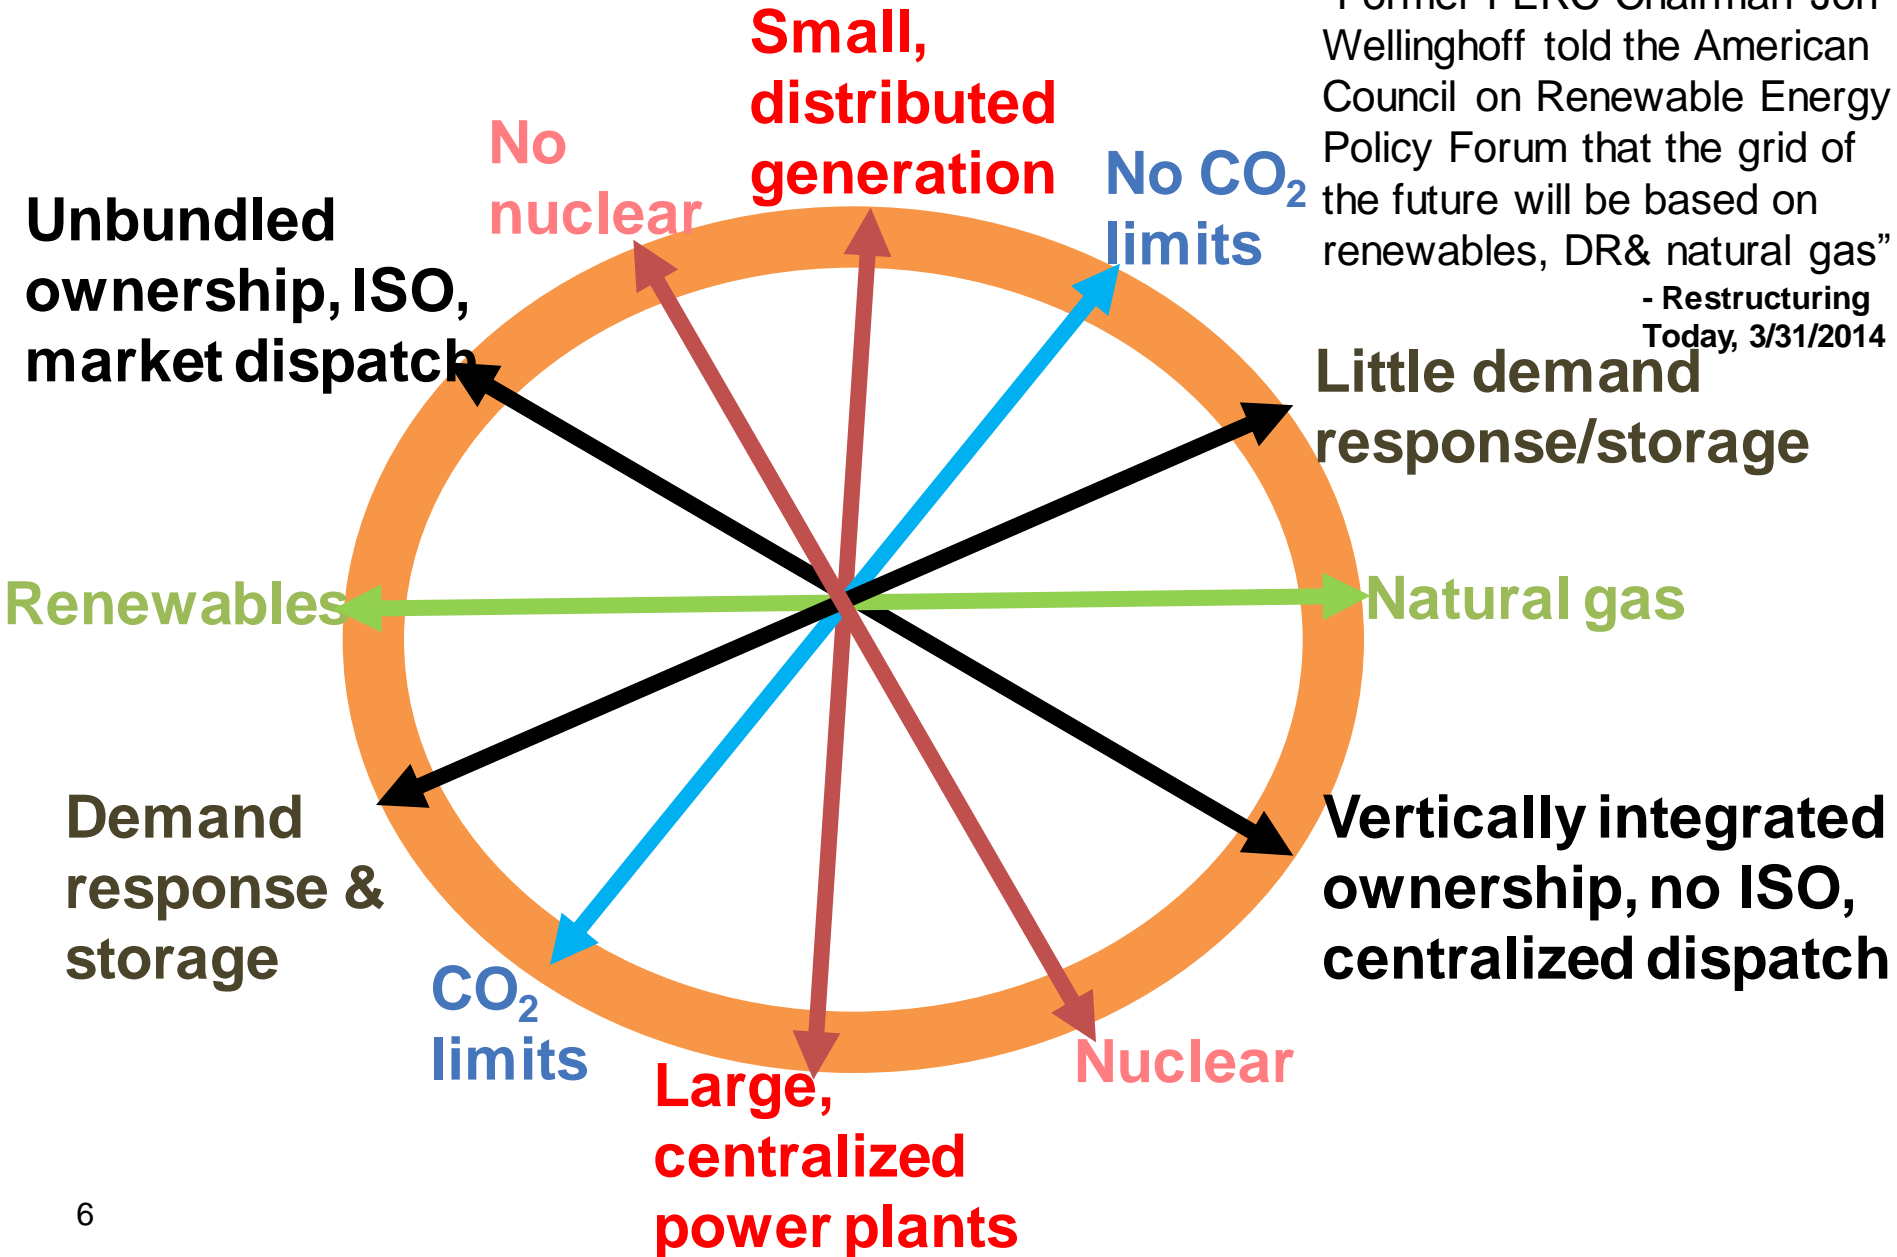 Small,
distributed
generation
No
nuclear
No CO₂
limits
Wellinghoff told the American
Council on Renewable Energy
Policy Forum that the grid of
the future will be based on
renewables, DR& natural gas”
- Restructuring
Today, 3/31/2014
Unbundled
ownership, ISO,
market dispatch
Little demand
response/storage
Renewables
Natural gas
Demand
response &
storage
Vertically integrated
ownership, no ISO,
centralized dispatch
CO₂
limits
Nuclear
Large,
centralized
power plants
6